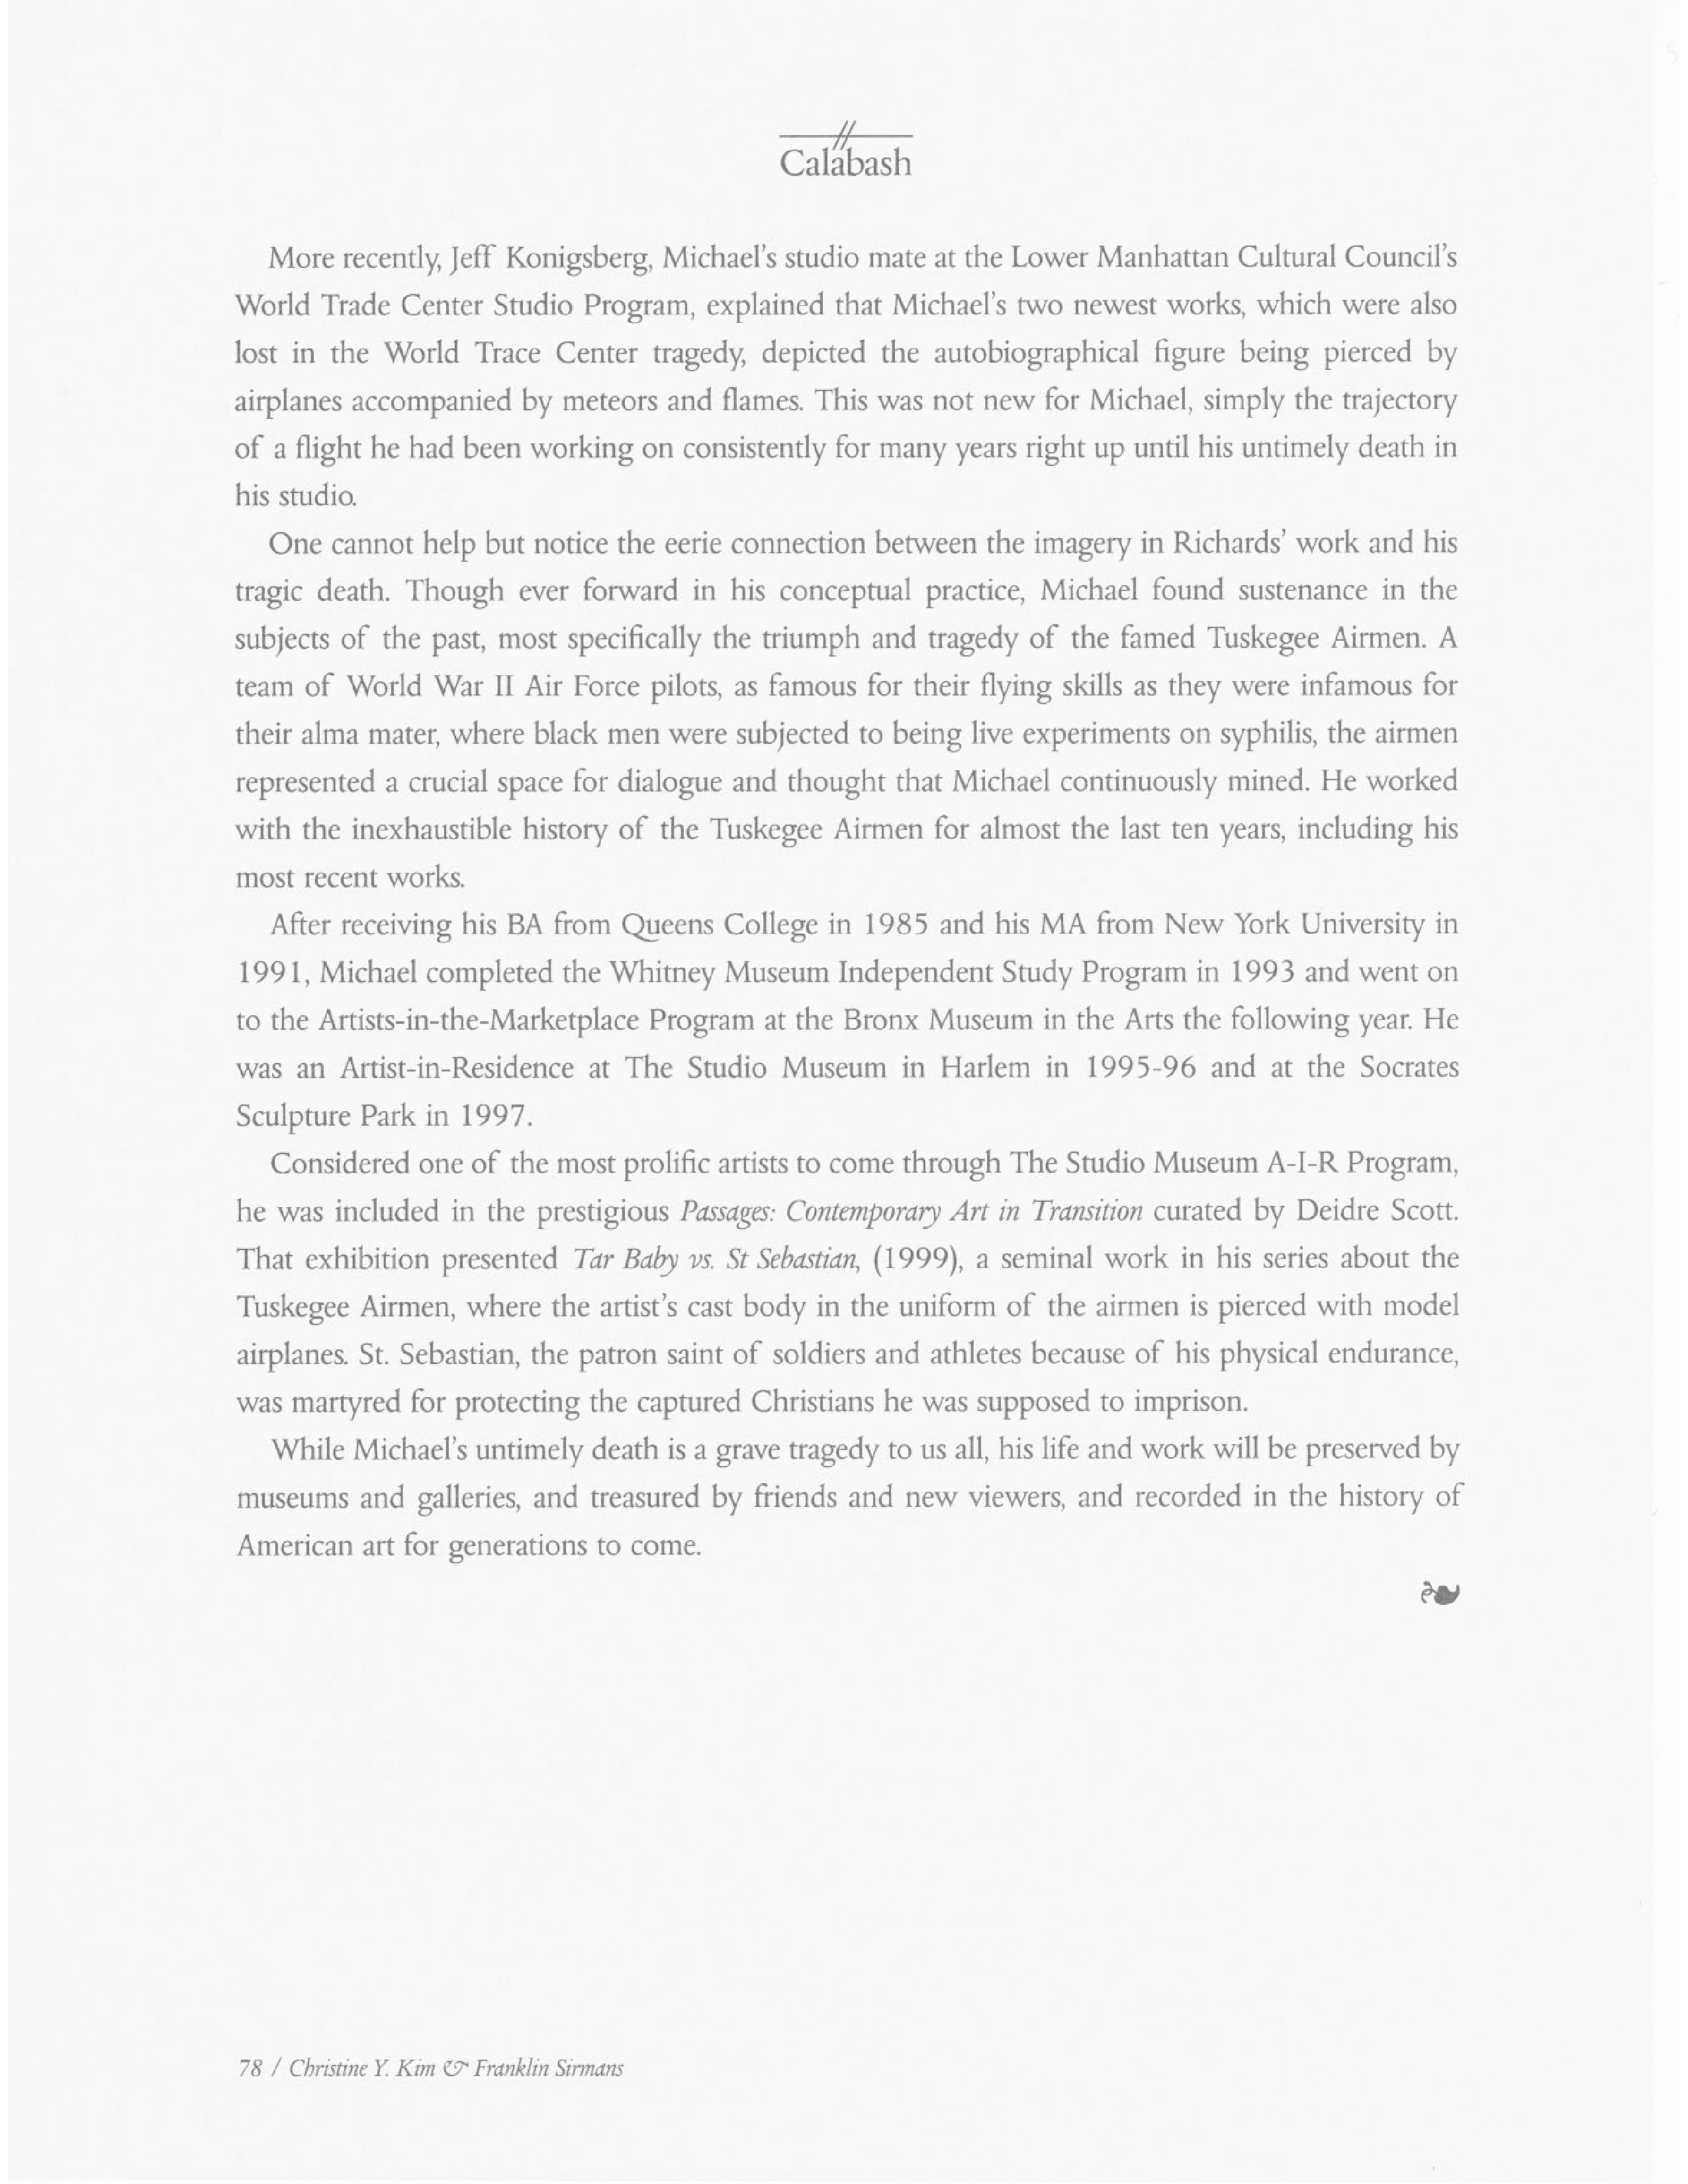 Calabash
More recently, Jeff Konigsberg, Michael's studio mate at the Lower Manhattan Cultural Council's
World Trade Center Studio Program, explained that Michael's two newest works, which were also
lost in the World Trace Center tragedy, depicted the autobiographical figure being pierced by
airplanes accompanied by meteors and flames. This was not new for Michael, simply the trajectory
of a flight he had been working on consistently for many years right up until his untimely death in
his studio.
One cannot help but notice the eerie connection between the imagery in Richards' work and his
tragic death. Though ever forward in his conceptual practice, Michael found sustenance in the
subjects of the past, most specifically the triumph and tragedy of the famed Tuskegee Airmen. A
team of World War II Air Force pilots, as famous for their flying skills as they were infamous for
their alma mater, where black men were subjected to being live experiments on syphilis, the airmen
represented a crucial space for dialogue and thought that Michael continuously mined. He worked
with the inexhaustible history of the Tuskegee Airmen for almost the last ten years, including his
most recent works.
After receiving his BA from Queens College in 1985 and his MA from New York University in
1991, Michael completed the Whitney Museum Independent Study Program in 1993 and went on
to the Artists-in-the-Marketplace Program at the Bronx Museum in the Arts the following year. He
was an Artist-in-Residence at The Studio Museum in Harlem in 1995-96 and at the Socrates
Sculpture Park in 1997.
Considered one of the most prolific artists to come through The Studio Museum A-I-R Program,
he was included in the prestigious Passages: Contemporary Art in Transition curated by Deidre Scott.
That exhibition presented Tar Baby vs. St Sebastian, (1999), a seminal work in his series about the
Tuskegee Airmen, where the artist's cast body in the uniform of the airmen is pierced with model
airplanes. St. Sebastian, the patron saint of soldiers and athletes because of his physical endurance,
was martyred for protecting the captured Christians he was supposed to imprison.
While Michael's untimely death is a grave tragedy to us all, his life and work will be preserved by
museums and galleries, and treasured by friends and new viewers, and recorded in the history of
American art for generations to come.
78 / Christine Y. Kim & Franklin Sirmans